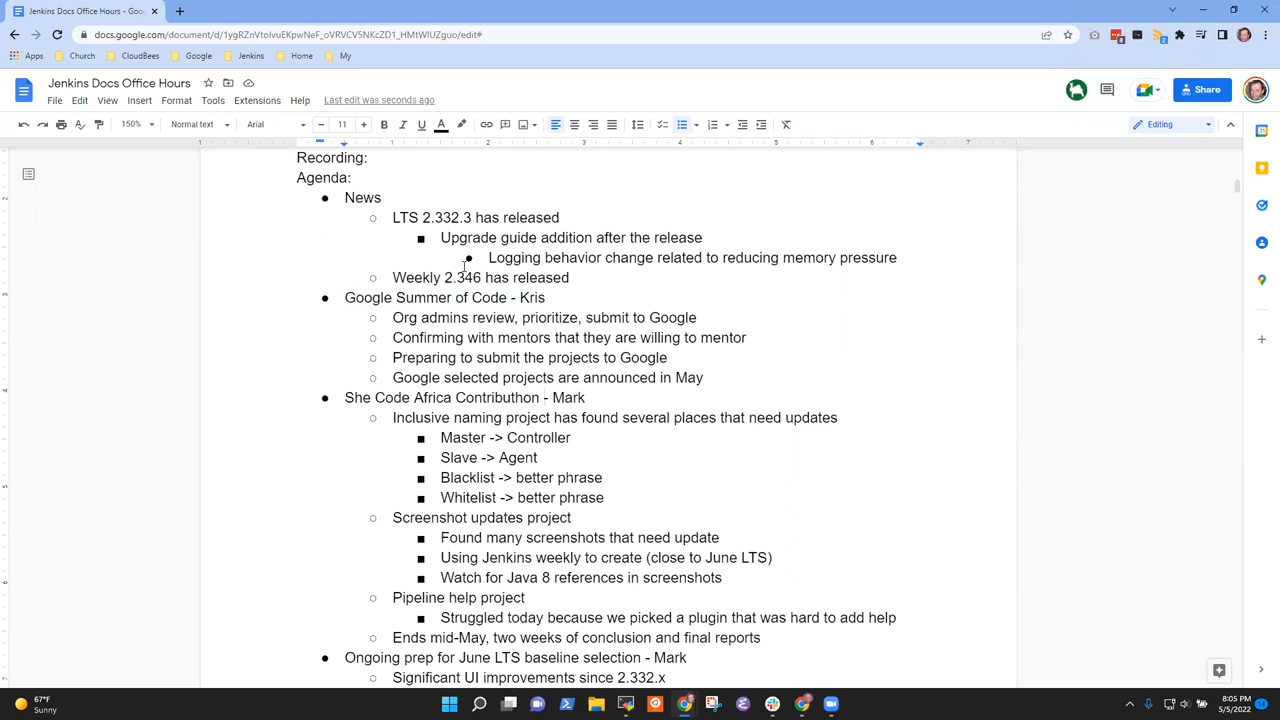 Jenkins Docs Office Hours - Goo
docs.google.com/document/d/1ygRZnVtoIvuEKpwNeF_oVRVCV5NKcZD1_HMtWIUZguo/edit#
Apps Church CloudBees Google Jenkins Home My
Jenkins Docs Office Hours
File Edit View Insert Format Tools Extensions Help Last edit was seconds ago
Share
150% Normal text Arial 11 Editing
1 1 2 3 4 5 6 7
Recording:
Agenda:
News
LTS 2.332.3 has released
Upgrade guide addition after the release
Logging behavior change related to reducing memory pressure
Weekly 2.346 has released
Google Summer of Code - Kris
Org admins review, prioritize, submit to Google
Confirming with mentors that they are willing to mentor
Preparing to submit the projects to Google
Google selected projects are announced in May
She Code Africa Contributhon - Mark
Inclusive naming project has found several places that need updates
Master -> Controller
Slave -> Agent
Blacklist -> better phrase
Whitelist -> better phrase
Screenshot updates project
Found many screenshots that need update
Using Jenkins weekly to create (close to June LTS)
Watch for Java 8 references in screenshots
Pipeline help project
Struggled today because we picked a plugin that was hard to add help
Ends mid-May, two weeks of conclusion and final reports
Ongoing prep for June LTS baseline selection - Mark
Significant UI improvements since 2.332.x
67°F
Sunny
8:05 PM
5/5/2022